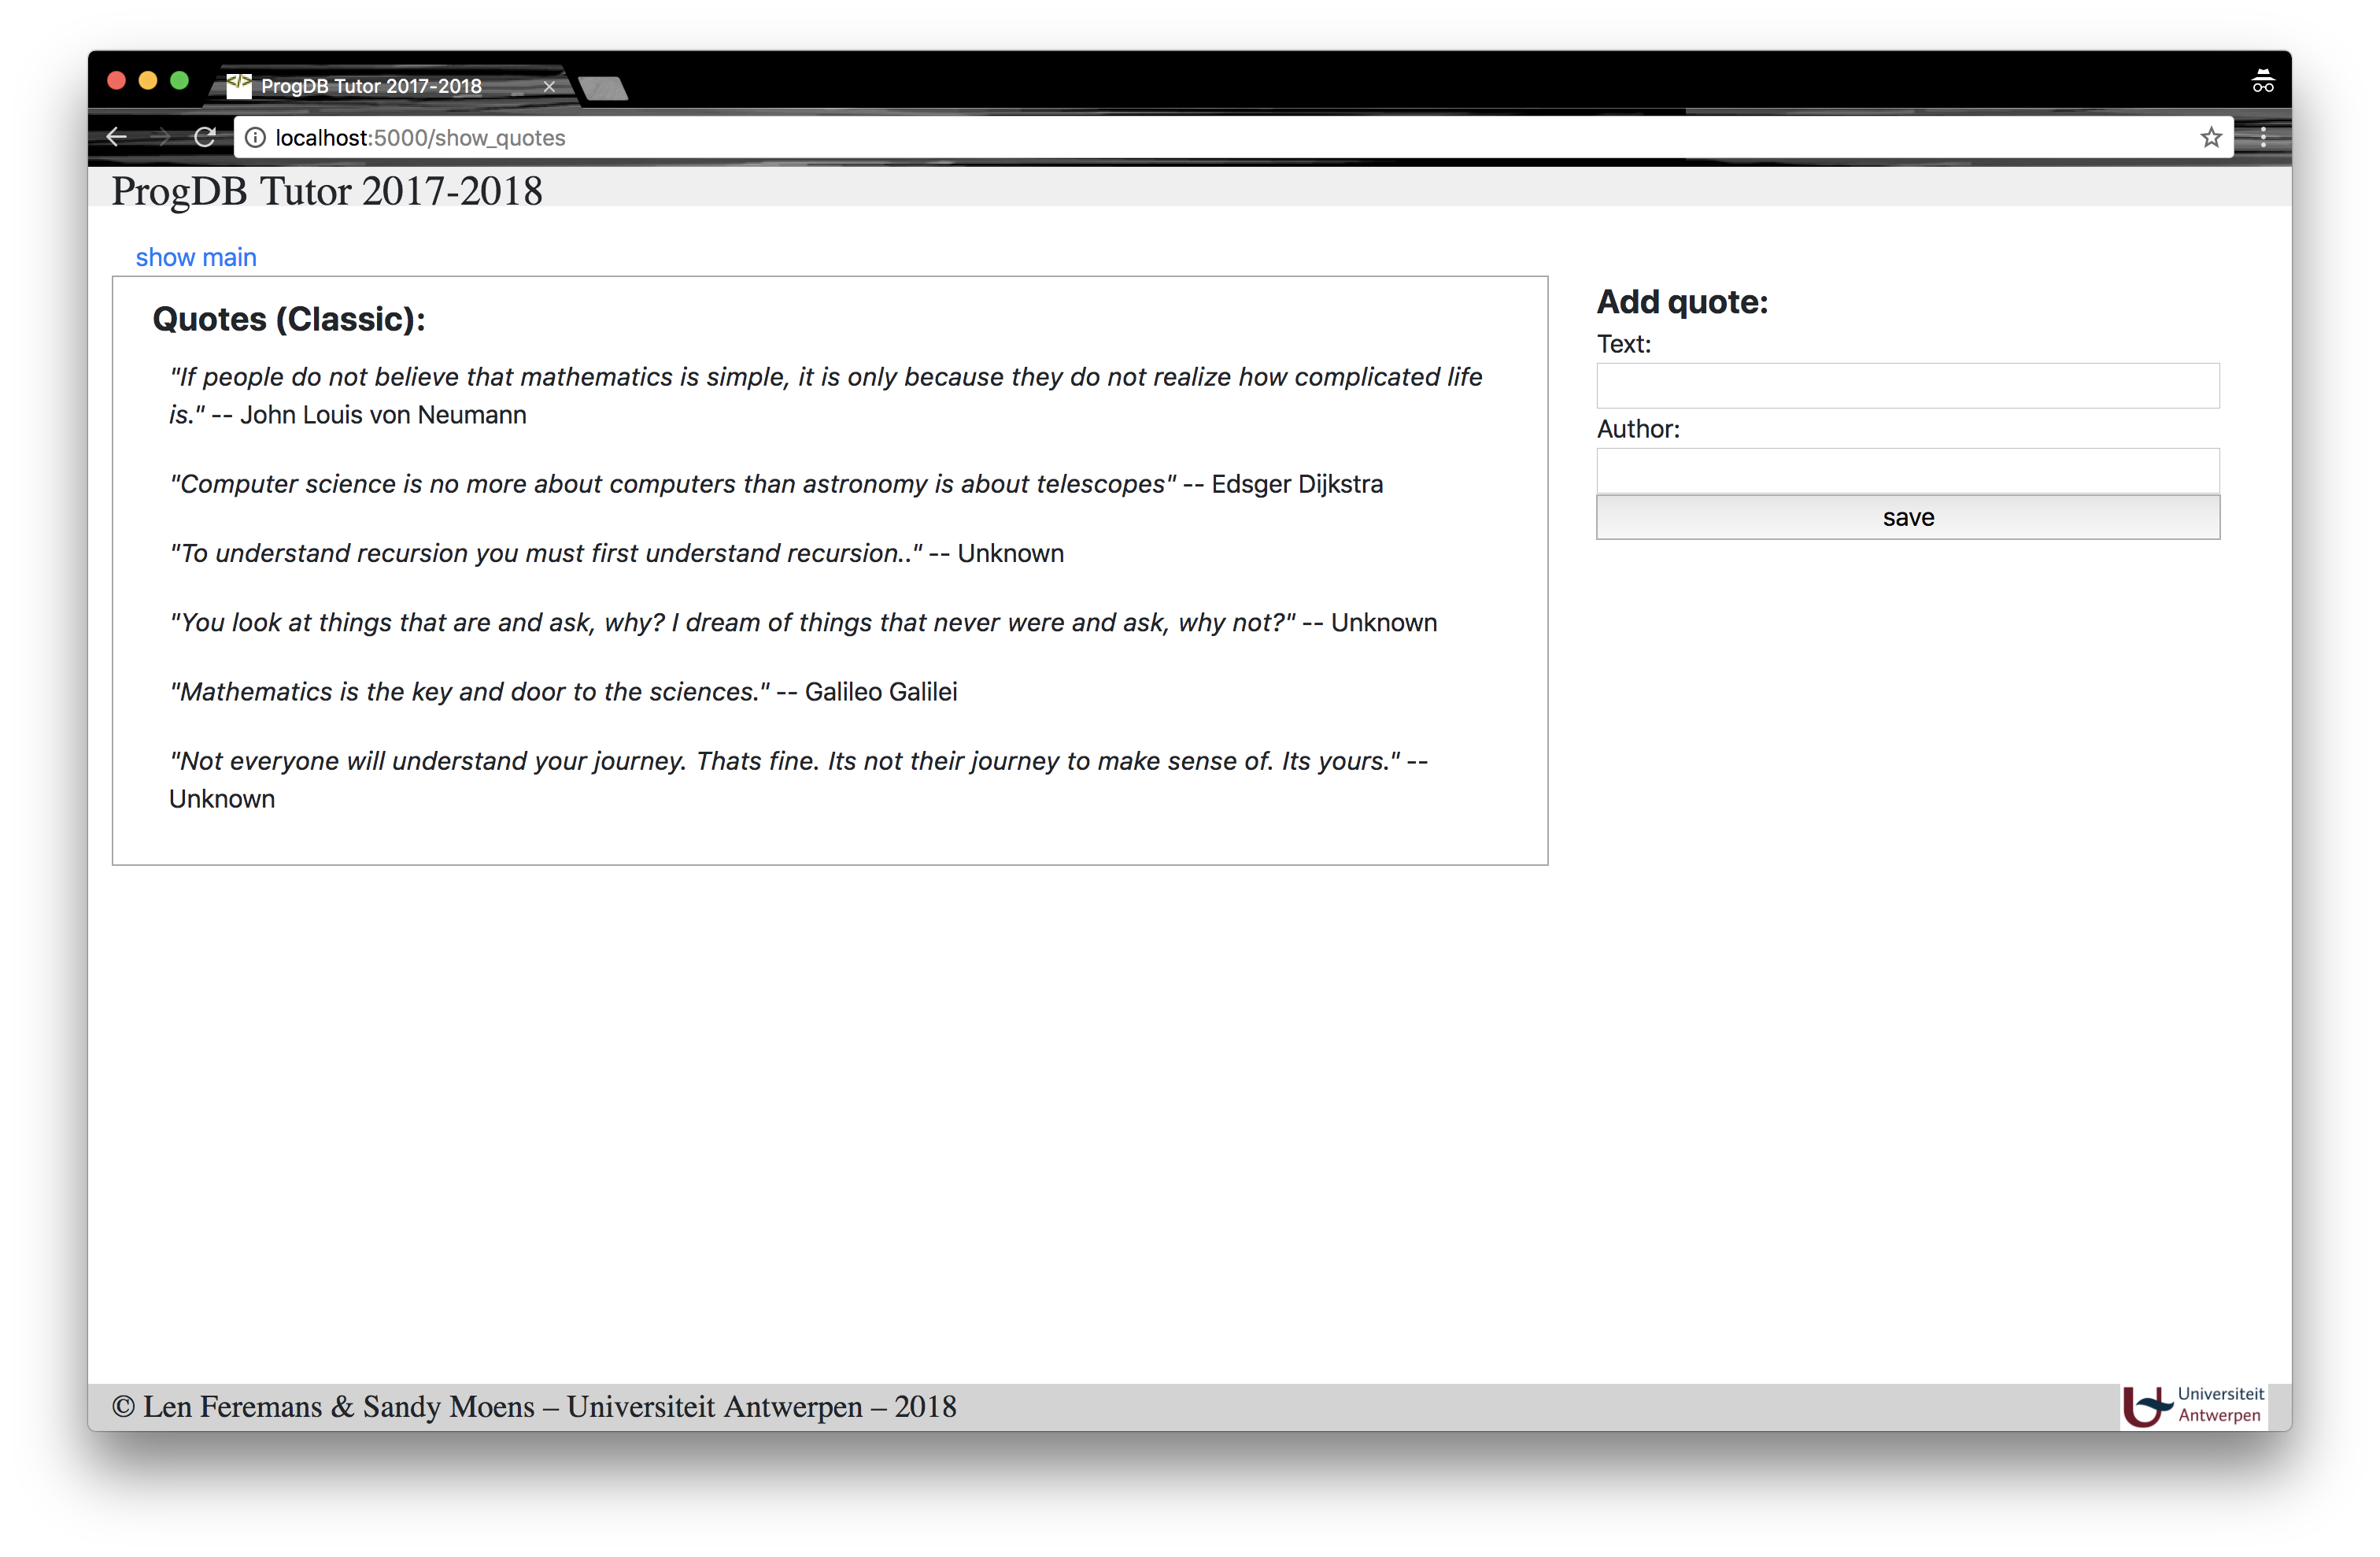 ProgDB Tutor 2017-2018
localhost:5000/show_quotes
ProgDB Tutor 2017-2018
show main
Quotes (Classic):
"If people do not believe that mathematics is simple, it is only because they do not realize how complicated life
is." -- John Louis von Neumann
"Computer science is no more about computers than astronomy is about telescopes" -- Edsger Dijkstra
"To understand recursion you must first understand recursion.." -- Unknown
"You look at things that are and ask, why? I dream of things that never were and ask, why not?" -- Unknown
"Mathematics is the key and door to the sciences." -- Galileo Galilei
"Not everyone will understand your journey. Thats fine. Its not their journey to make sense of. Its yours." --
Unknown
Add quote:
Text:
Author:
save
© Len Feremans & Sandy Moens – Universiteit Antwerpen – 2018
Universiteit
Antwerpen